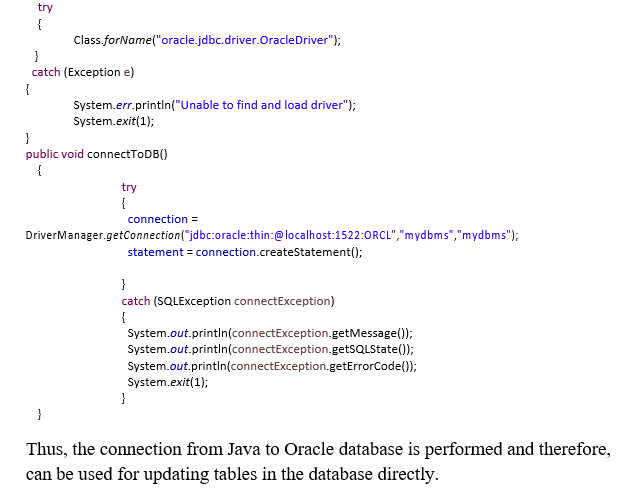 try
{
Class.forName("oracle.jdbc.driver.OracleDriver");
}
catch (Exception e)
{
System.err.println("Unable to find and load driver");
System.exit(1);
}
public void connectToDB()
{
try
{
connection =
DriverManager.getConnection("jdbc:oracle:thin:@localhost:1522:ORCL","mydbms","mydbms");
statement = connection.createStatement();
}
catch (SQLException connectException)
{
System.out.println(connectException.getMessage());
System.out.println(connectException.getSQLState());
System.out.println(connectException.getErrorCode());
System.exit(1);
}
}
Thus, the connection from Java to Oracle database is performed and therefore,
can be used for updating tables in the database directly.